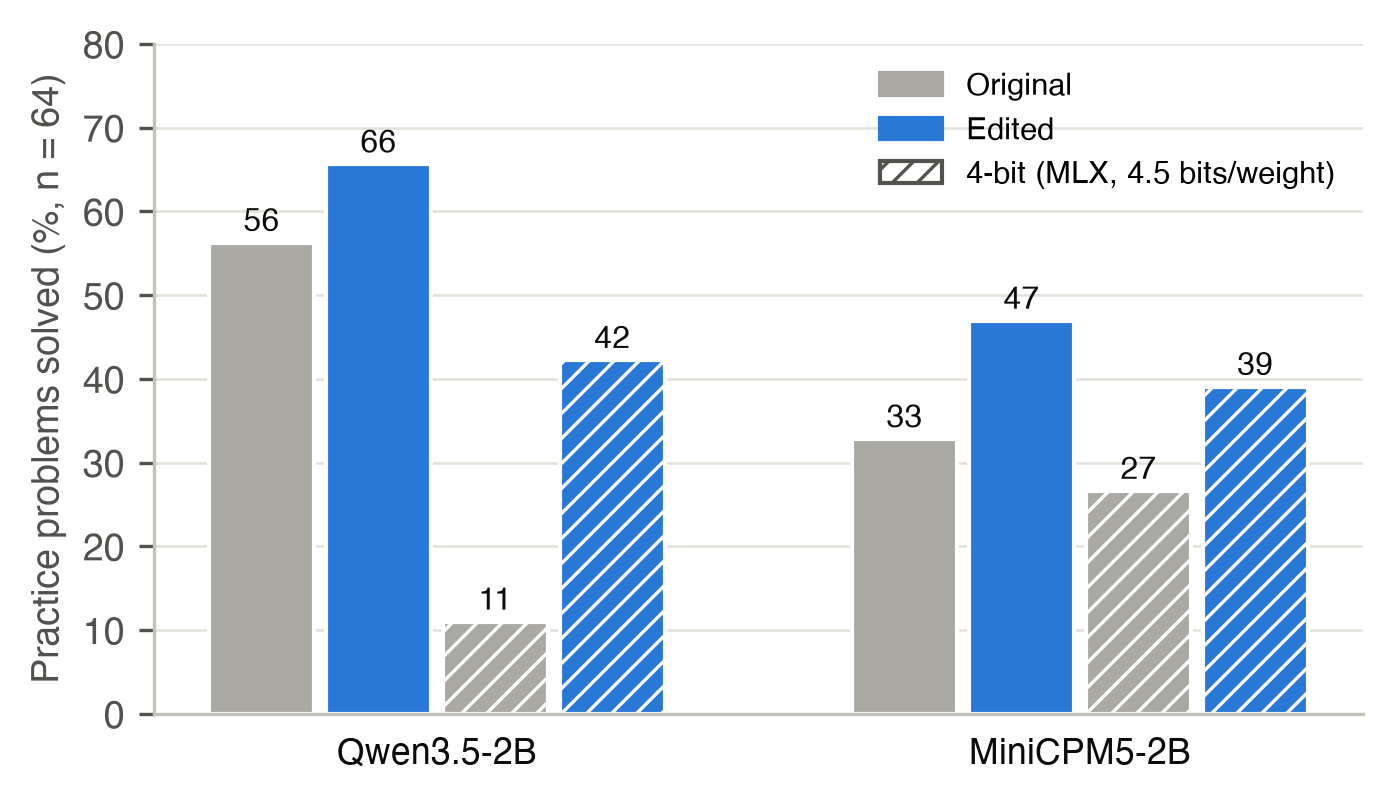 Practice problems solved (%, n = 64)
80
70
60
50
40
30
20
10
0
Original
Edited
4-bit (MLX, 4.5 bits/weight)
56
66
11
42
33
47
27
39
Qwen3.5-2B
MiniCPM5-2B